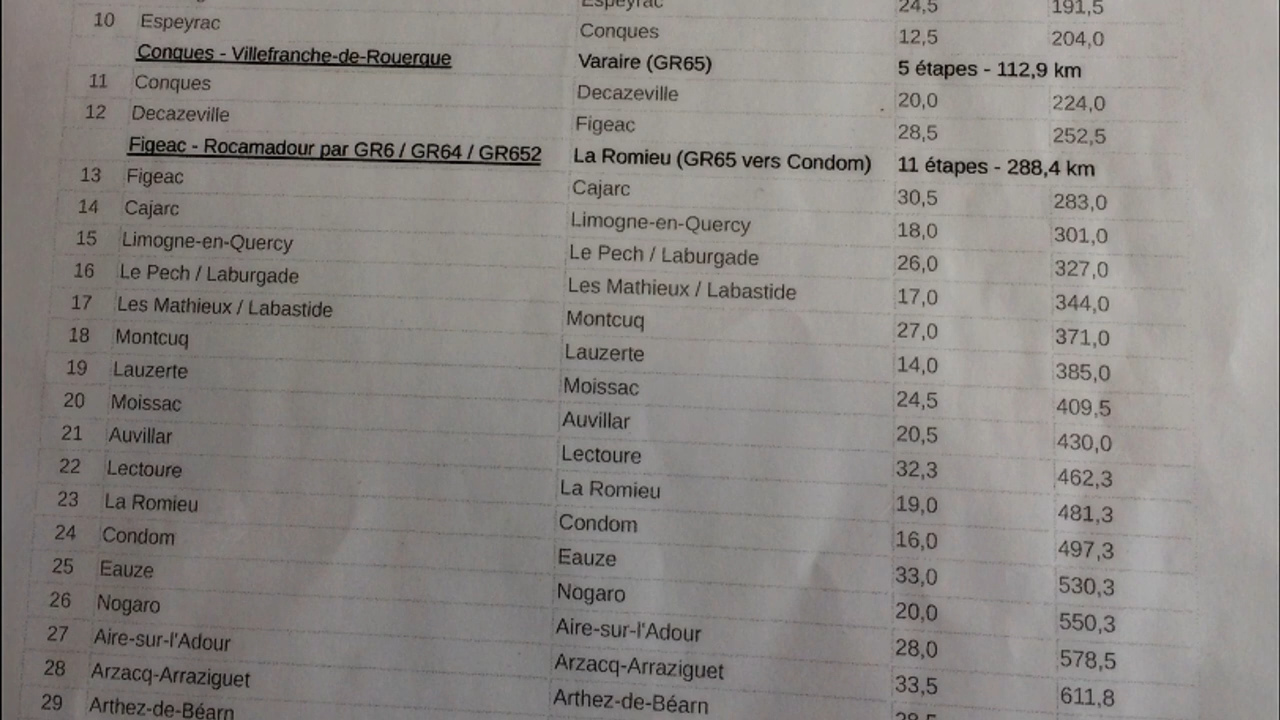 Espeyrac 24,5 191,5
10 Espeyrac Conques 12,5 204,0
Conques - Villefranche-de-Rouergue Varaire (GR65) 5 étapes - 112,9 km
11 Conques Decazeville 20,0 224,0
12 Decazeville Figeac 28,5 252,5
Figeac - Rocamadour par GR6 / GR64 / GR652 La Romieu (GR65 vers Condom) 11 étapes - 288,4 km
13 Figeac Cajarc 30,5 283,0
14 Cajarc Limogne-en-Quercy 18,0 301,0
15 Limogne-en-Quercy Le Pech / Laburgade 26,0 327,0
16 Le Pech / Laburgade Les Mathieux / Labastide 17,0 344,0
17 Les Mathieux / Labastide Montcuq 27,0 371,0
18 Montcuq Lauzerte 14,0 385,0
19 Lauzerte Moissac 24,5 409,5
20 Moissac Auvillar 20,5 430,0
21 Auvillar Lectoure 32,3 462,3
22 Lectoure La Romieu 19,0 481,3
23 La Romieu Condom 16,0 497,3
24 Condom Eauze 33,0 530,3
25 Eauze Nogaro 20,0 550,3
26 Nogaro Aire-sur-l'Adour 28,0 578,5
27 Aire-sur-l'Adour Arzacq-Arraziguet 33,5 611,8
28 Arzacq-Arraziguet Arthez-de-Béarn
29 Arthez-de-Béarn